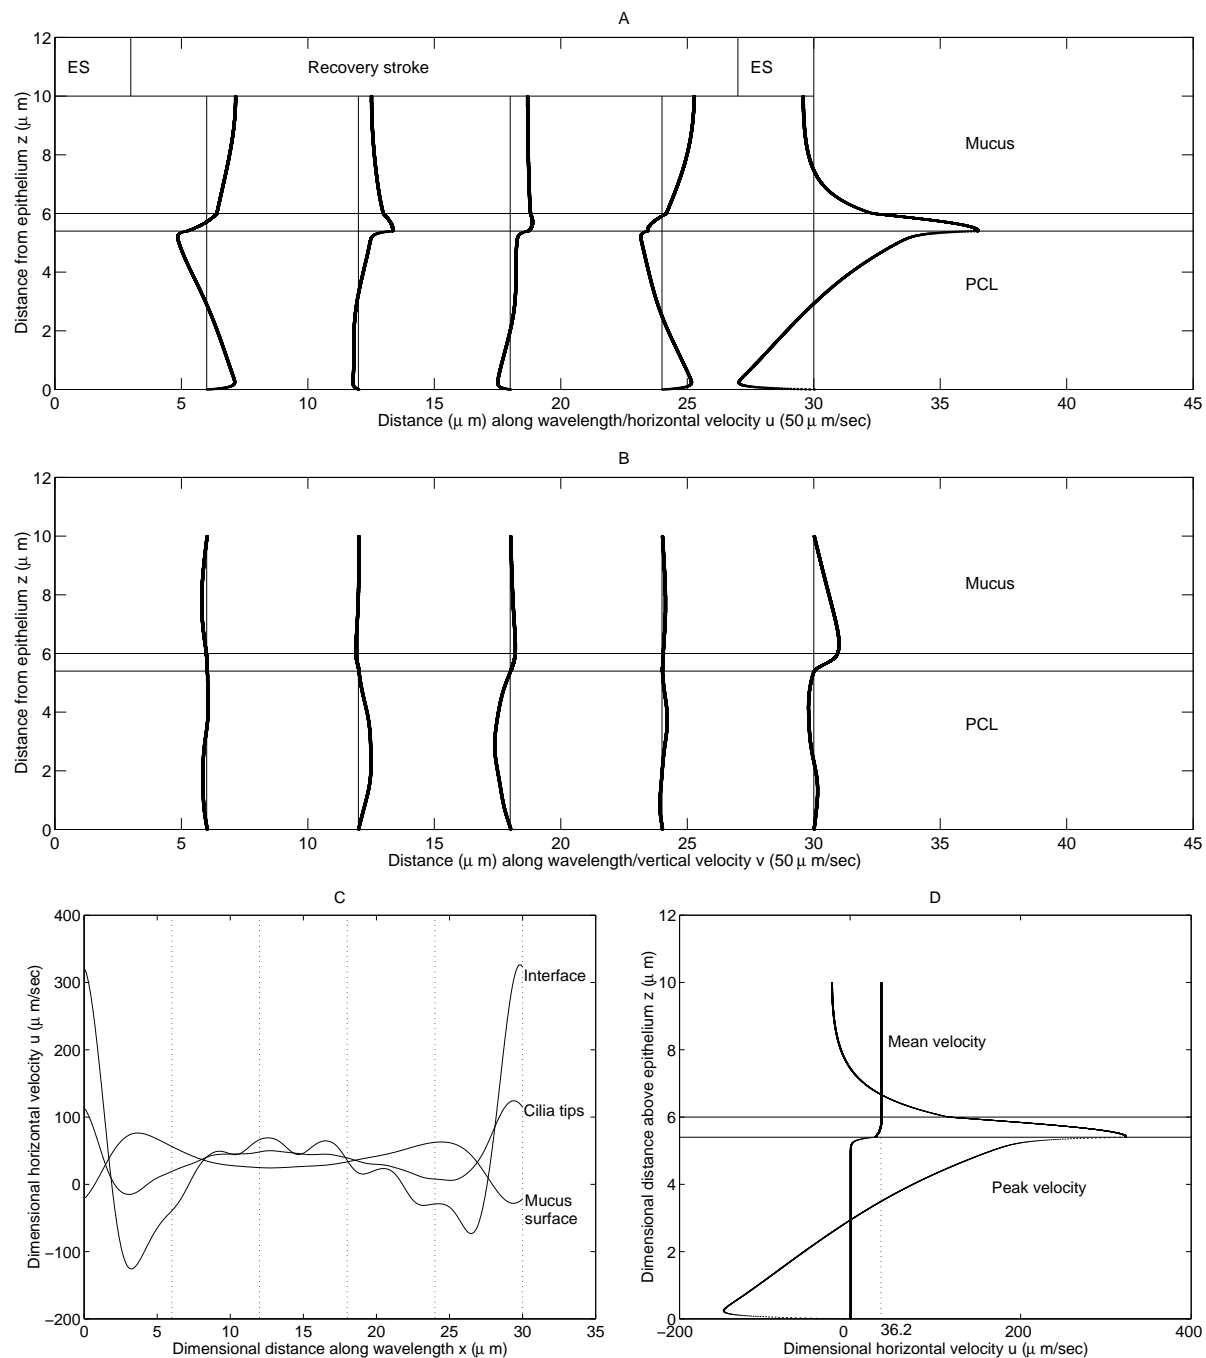 A
12
10
8
6
4
2
0
Distance from epithelium z (μ m)
ES
Recovery stroke
ES
Mucus
PCL
0 5 10 15 20 25 30 35 40 45
Distance (μ m) along wavelength/horizontal velocity u (50 μ m/sec)
B
12
10
8
6
4
2
0
Distance from epithelium z (μ m)
Mucus
PCL
0 5 10 15 20 25 30 35 40 45
Distance (μ m) along wavelength/vertical velocity v (50 μ m/sec)
C
400
300
200
100
0
−100
−200
Dimensional horizontal velocity u (μ m/sec)
Interface
Cilia tips
Mucus
surface
0 5 10 15 20 25 30 35
Dimensional distance along wavelength x (μ m)
D
12
10
8
6
4
2
0
Dimensional distance above epithelium z (μ m)
Mean velocity
Peak velocity
−200 0 36.2 200 400
Dimensional horizontal velocity u (μ m/sec)